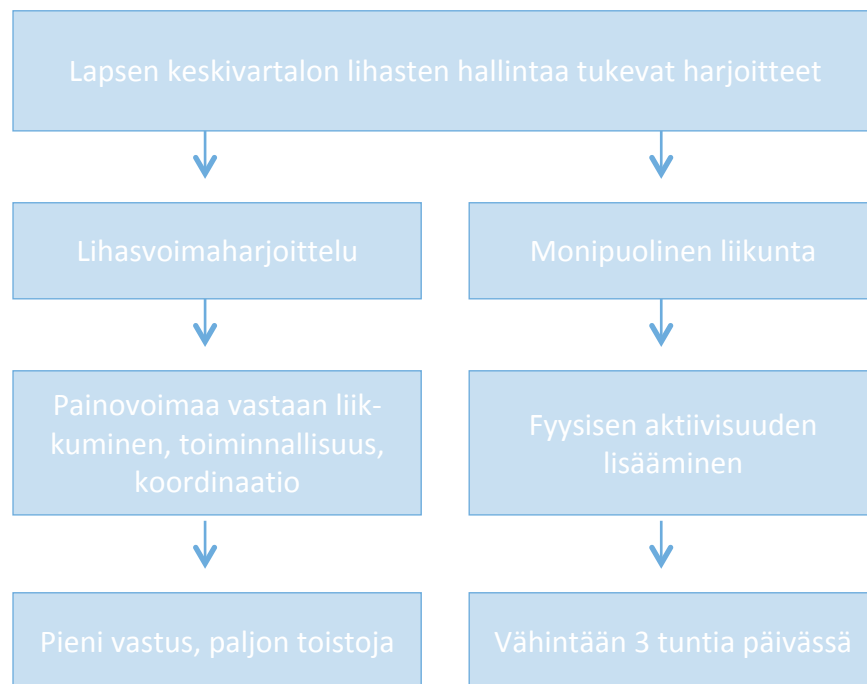 Lapsen keskivartalon lihasten hallintaa tukevat harjoitteet
Lihasvoimaharjoittelu
Monipuolinen liikunta
Painovoimaa vastaan liik-
kuminen, toiminnallisuus,
koordinaatio
Fyysisen aktiivisuuden
lisääminen
Pieni vastus, paljon toistoja
Vähintään 3 tuntia päivässä